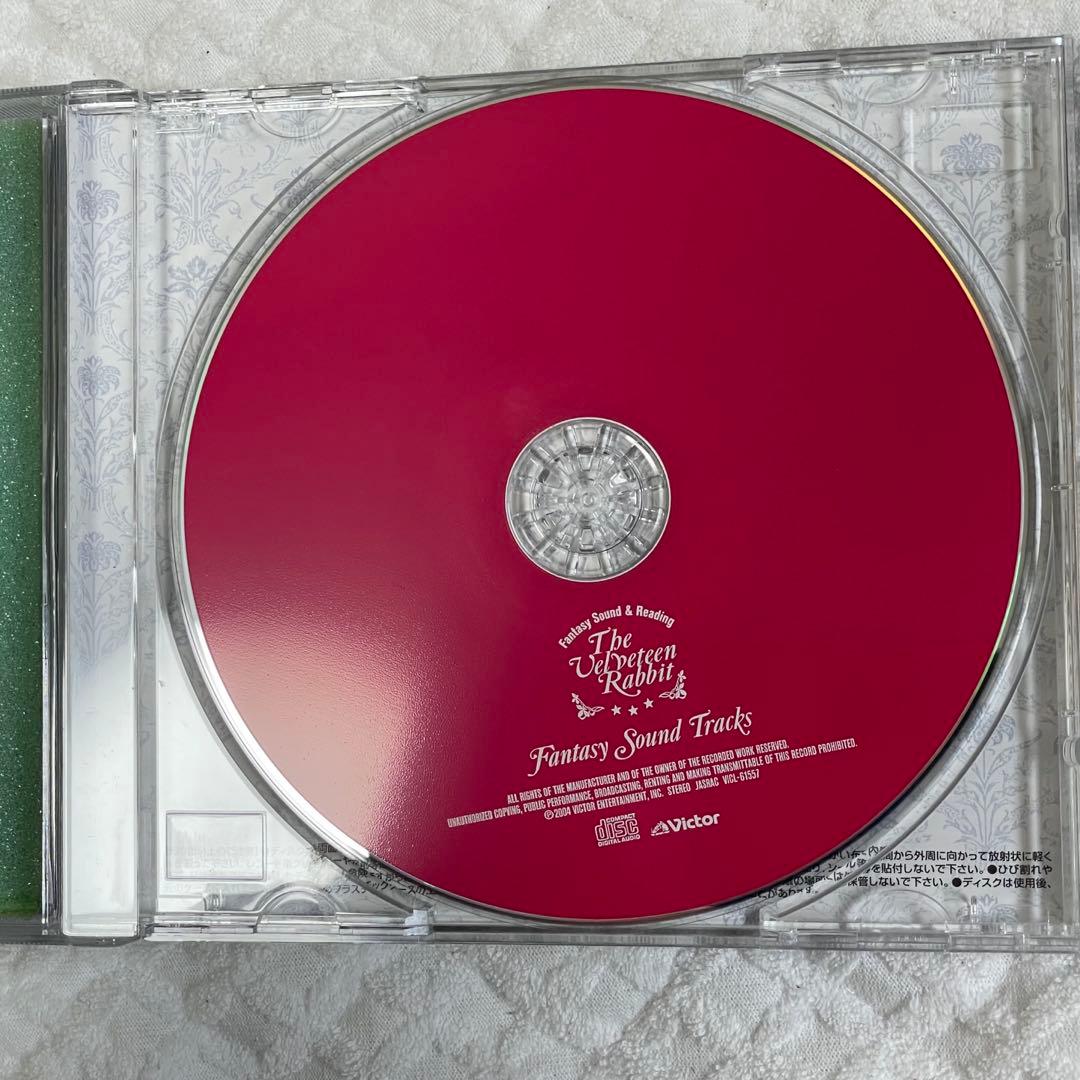 Fantasy Sound & Reading
The
Velveteen
Rabbit
Fantasy Sound Tracks
ALL RIGHTS OF THE MANUFACTURER AND OF THE OWNER OF THE RECORDED WORK RESERVED.
UNAUTHORIZED COPYING, PUBLIC PERFORMANCE, BROADCASTING, RENTING AND MAKING TRANSMITTABLE OF THIS RECORD PROHIBITED.
℗©2004 VICTOR ENTERTAINMENT, INC. STEREO JASRAC VICL-61557
COMPACT
disc
DIGITAL AUDIO
Victor
から外周に向かって放射状に軽く
を貼付しないで下さい。●ひび割れや
保管しないで下さい。●ディスクは使用後、